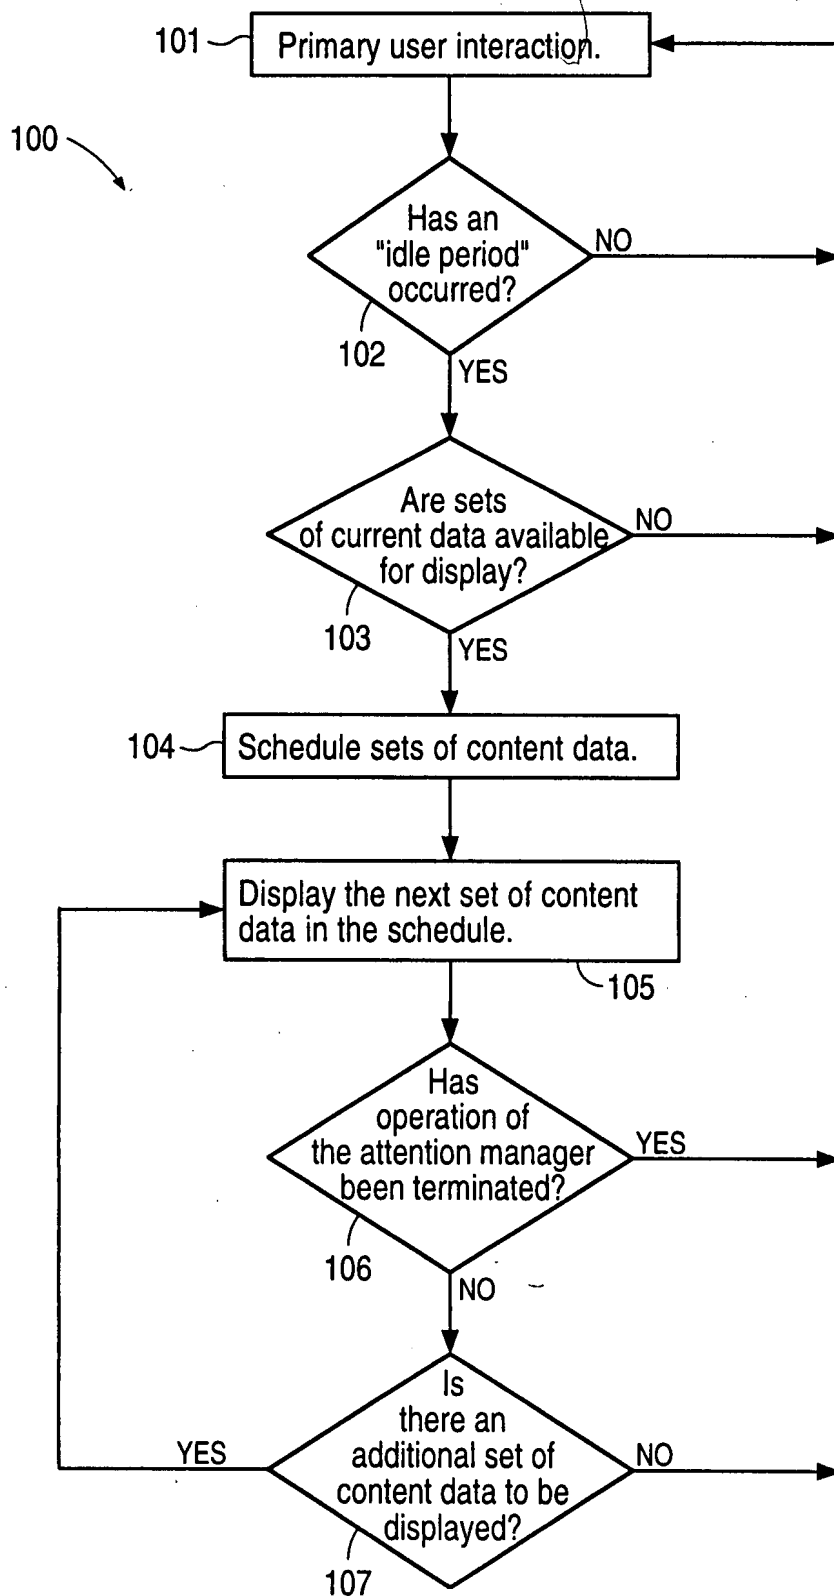 101
Primary user interaction.
100
Has an
"idle period"
occurred?
NO
102
YES
Are sets
of current data available
for display?
NO
103
YES
104
Schedule sets of content data.
Display the next set of content
data in the schedule.
105
Has
operation of
the attention manager
been terminated?
YES
106
NO
Is
there an
additional set of
content data to be
displayed?
YES
NO
107